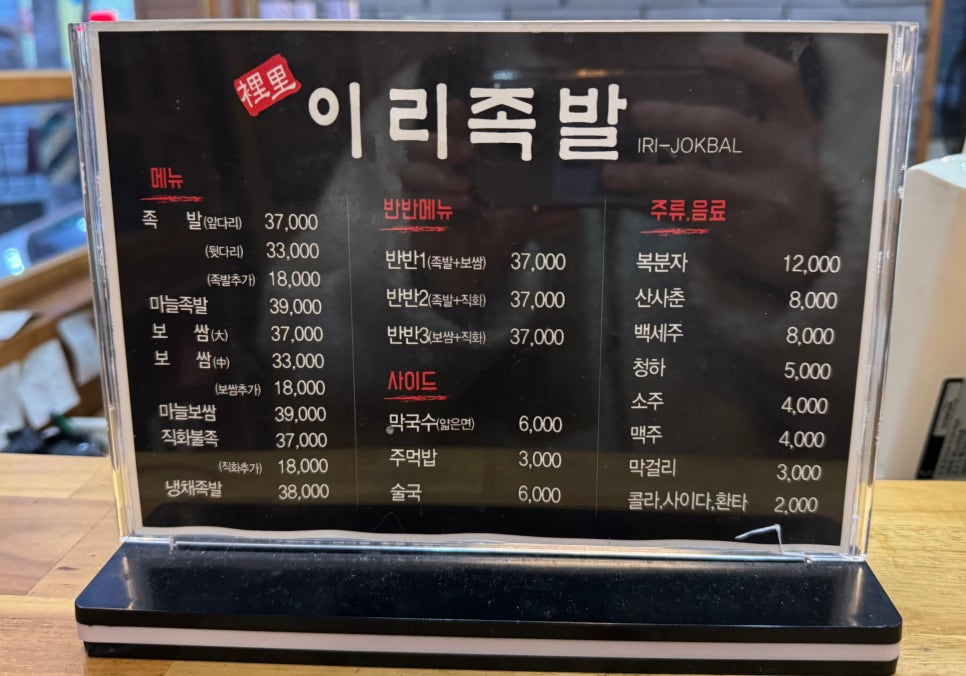 裡里
이리족발 IRI-JOKBAL
메뉴
족 발(앞다리) 37,000
(뒷다리) 33,000
(족발추가) 18,000
마늘족발 39,000
보 쌈(大) 37,000
보 쌈(中) 33,000
(보쌈추가) 18,000
마늘보쌈 39,000
직화불족 37,000
(직화추가) 18,000
냉채족발 38,000
반반메뉴
반반1(족발+보쌈) 37,000
반반2(족발+직화) 37,000
반반3(보쌈+직화) 37,000
사이드
막국수(얇은면) 6,000
주먹밥 3,000
술국 6,000
주류.음료
복분자 12,000
산사춘 8,000
백세주 8,000
청하 5,000
소주 4,000
맥주 4,000
막걸리 3,000
콜라,사이다,환타 2,000